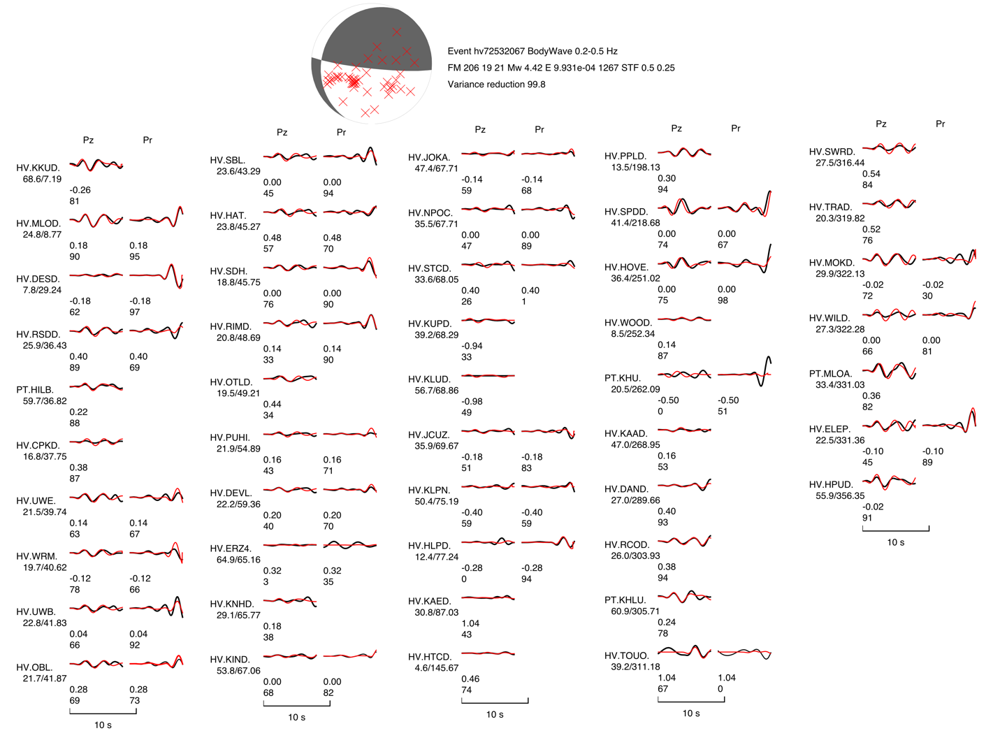 Event hv72532067 BodyWave 0.2-0.5 Hz
FM 206 19 21 Mw 4.42 E 9.931e-04 1267 STF 0.5 0.25
Variance reduction 99.8
Pz Pr
HV.KKUD.
68.6/7.19
-0.26
81
HV.MLOD.
24.8/8.77
0.18 0.18
90 95
HV.DESD.
7.8/29.24
-0.18 -0.18
62 97
HV.RSDD.
25.9/36.43
0.40 0.40
89 69
PT.HILB.
59.7/36.82
0.22
88
HV.CPKD.
16.8/37.75
0.38
87
HV.UWE.
21.5/39.74
0.14 0.14
63 67
HV.WRM.
19.7/40.62
-0.12 -0.12
78 66
HV.UWB.
22.8/41.83
0.04 0.04
66 92
HV.OBL.
21.7/41.87
0.28 0.28
69 73
10 s
Pz Pr
HV.SBL.
23.6/43.29
0.00 0.00
45 94
HV.HAT.
23.8/45.27
0.48 0.48
57 70
HV.SDH.
18.8/45.75
0.00 0.00
76 90
HV.RIMD.
20.8/48.69
0.14 0.14
33 90
HV.OTLD.
19.5/49.21
0.44
34
HV.PUHI.
21.9/54.89
0.16 0.16
43 71
HV.DEVL.
22.2/59.36
0.20 0.20
40 70
HV.ERZ4.
64.9/65.16
0.32 0.32
3 35
HV.KNHD.
29.1/65.77
0.18
38
HV.KIND.
53.8/67.06
0.00 0.00
68 82
10 s
Pz Pr
HV.JOKA.
47.4/67.71
-0.14 -0.14
59 68
HV.NPOC.
35.5/67.71
0.00 0.00
47 89
HV.STCD.
33.6/68.05
0.40 0.40
26 1
HV.KUPD.
39.2/68.29
-0.94
33
HV.KLUD.
56.7/68.86
-0.98
49
HV.JCUZ.
35.9/69.67
-0.18 -0.18
51 83
HV.KLPN.
50.4/75.19
-0.40 -0.40
59 59
HV.HLPD.
12.4/77.24
-0.28 -0.28
0 94
HV.KAED.
30.8/87.03
1.04
43
HV.HTCD.
4.6/145.67
0.46
74
10 s
Pz Pr
HV.PPLD.
13.5/198.13
0.30
94
HV.SPDD.
41.4/218.68
0.00 0.00
74 67
HV.HOVE.
36.4/251.02
0.00 0.00
75 98
HV.WOOD.
8.5/252.34
0.14
87
PT.KHU.
20.5/262.09
-0.50 -0.50
0 51
HV.KAAD.
47.0/268.95
0.16
53
HV.DAND.
27.0/289.66
0.40
93
HV.RCOD.
26.0/303.93
0.38
94
PT.KHLU.
60.9/305.71
0.24
78
HV.TOUO.
39.2/311.18
1.04 1.04
67 0
10 s
Pz Pr
HV.SWRD.
27.5/316.44
0.54
84
HV.TRAD.
20.3/319.82
0.52
76
HV.MOKD.
29.9/322.13
-0.02 -0.02
72 30
HV.WILD.
27.3/322.28
0.00 0.00
66 81
PT.MLOA.
33.4/331.03
0.36
82
HV.ELEP.
22.5/331.36
-0.10 -0.10
45 89
HV.HPUD.
55.9/356.35
-0.02
91
10 s